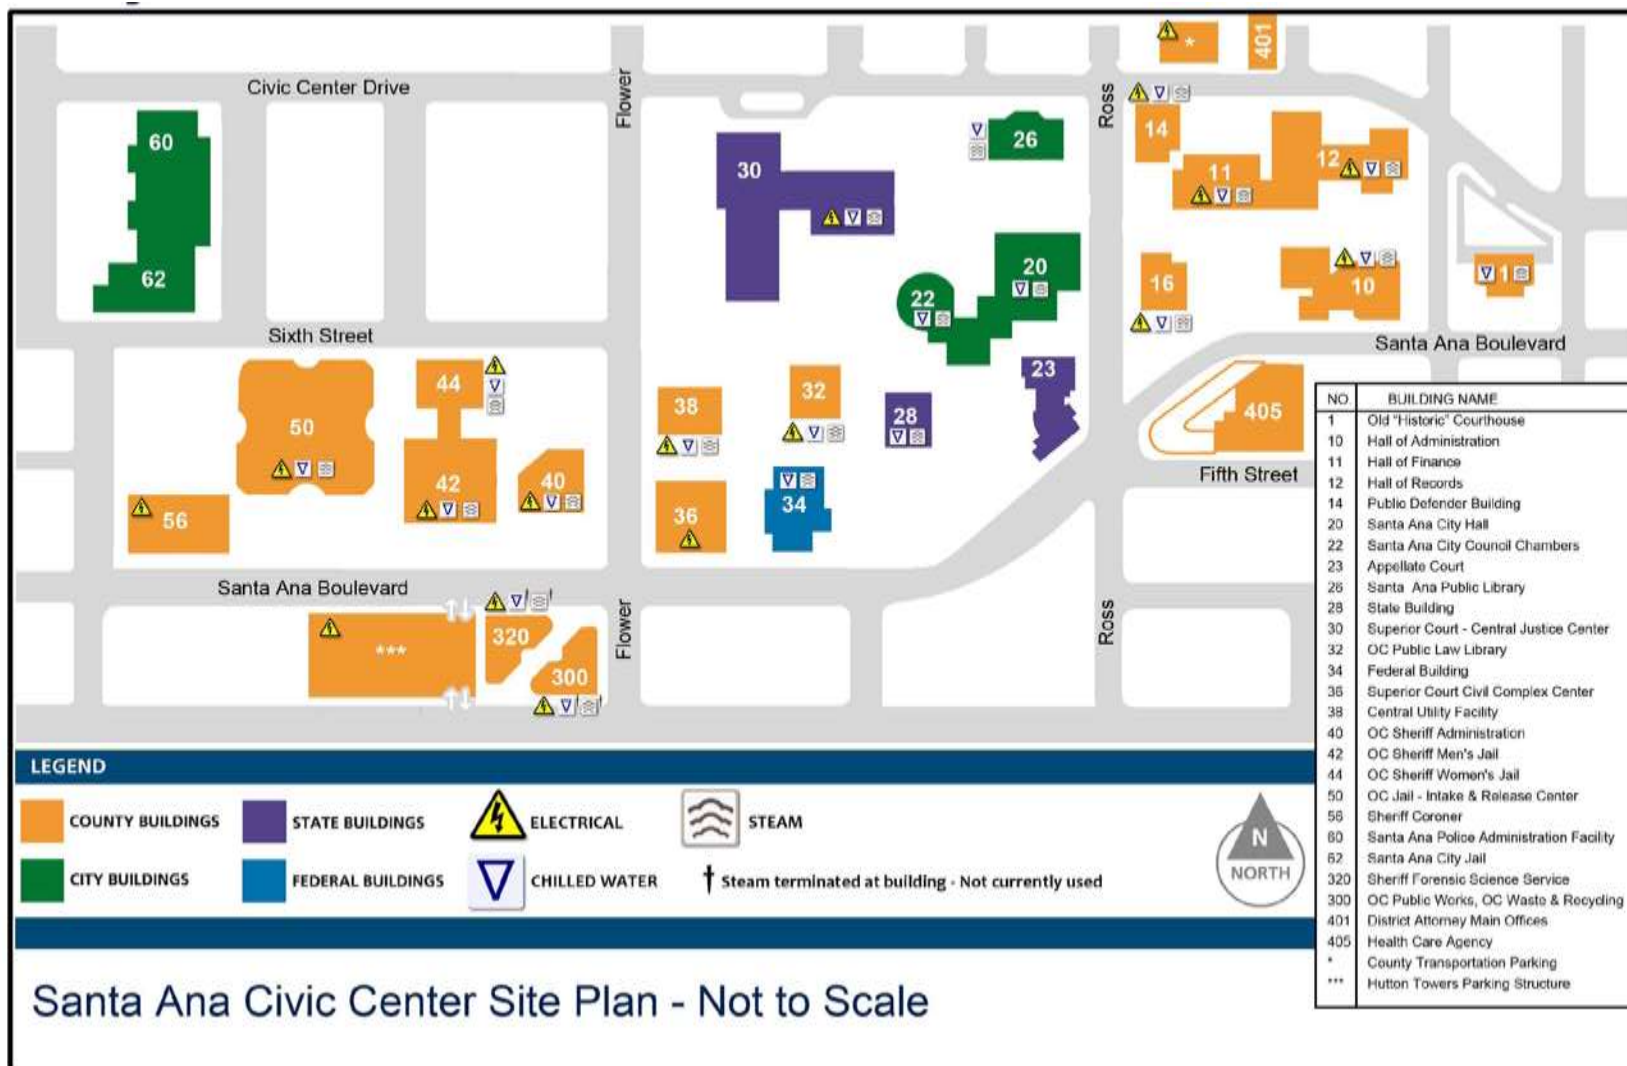 *
401
Civic Center Drive
Flower
Ross
60
30
26
14
11
12
62
22
20
16
10
1
Sixth Street
Santa Ana Boulevard
50
44
38
32
28
23
405
56
42
40
36
34
Fifth Street
Santa Ana Boulevard
***
320
300
Flower
Ross
NO. BUILDING NAME
1 Old "Historic" Courthouse
10 Hall of Administration
11 Hall of Finance
12 Hall of Records
14 Public Defender Building
20 Santa Ana City Hall
22 Santa Ana City Council Chambers
23 Appellate Court
26 Santa Ana Public Library
28 State Building
30 Superior Court - Central Justice Center
32 OC Public Law Library
34 Federal Building
36 Superior Court Civil Complex Center
38 Central Utility Facility
40 OC Sheriff Administration
42 OC Sheriff Men's Jail
44 OC Sheriff Women's Jail
50 OC Jail - Intake & Release Center
56 Sheriff Coroner
60 Santa Ana Police Administration Facility
62 Santa Ana City Jail
320 Sheriff Forensic Science Service
300 OC Public Works, OC Waste & Recycling
401 District Attorney Main Offices
405 Health Care Agency
* County Transportation Parking
*** Hutton Towers Parking Structure
LEGEND
COUNTY BUILDINGS
STATE BUILDINGS
ELECTRICAL
STEAM
CITY BUILDINGS
FEDERAL BUILDINGS
CHILLED WATER
† Steam terminated at building - Not currently used
N
NORTH
Santa Ana Civic Center Site Plan - Not to Scale